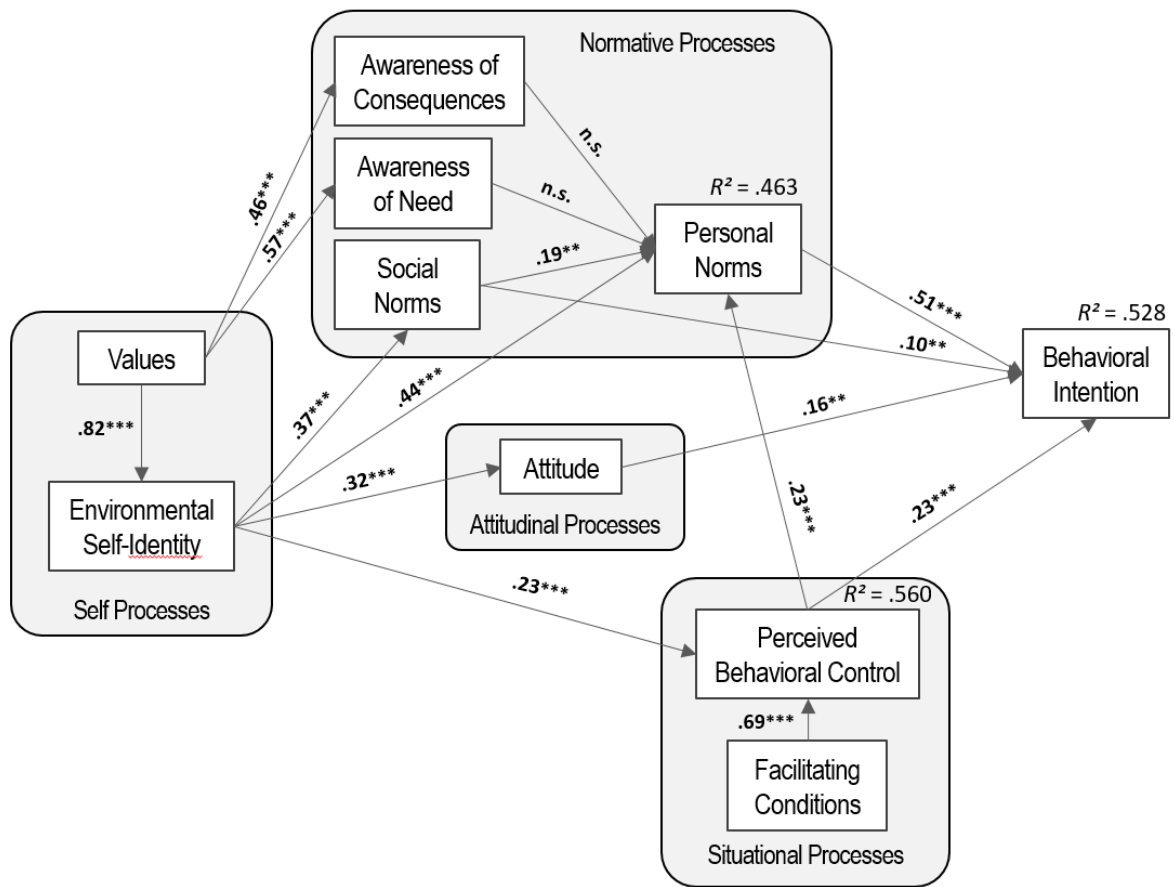 Normative Processes
Awareness of
Consequences
n.s.
Awareness
of Need
n.s.
.46***
.57***
R² = .463
Personal
Norms
Social
Norms
.19**
.51***
.10**
R² = .528
Behavioral
Intention
Values
.82***
.37***
.44***
.16**
Environmental
Self-Identity
Self Processes
.32***
Attitude
Attitudinal Processes
.23***
.23***
.23***
R² = .560
Perceived
Behavioral Control
.69***
Facilitating
Conditions
Situational Processes